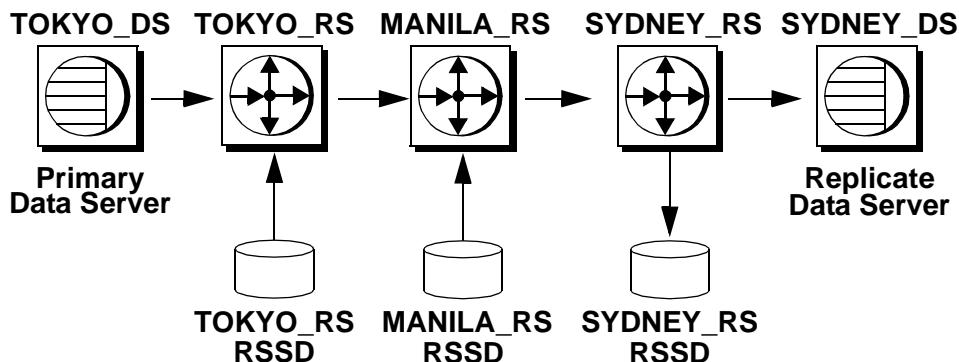 TOKYO_DS TOKYO_RS MANILA_RS SYDNEY_RS SYDNEY_DS
Primary
Data Server
Replicate
Data Server
TOKYO_RS
RSSD
MANILA_RS
RSSD
SYDNEY_RS
RSSD